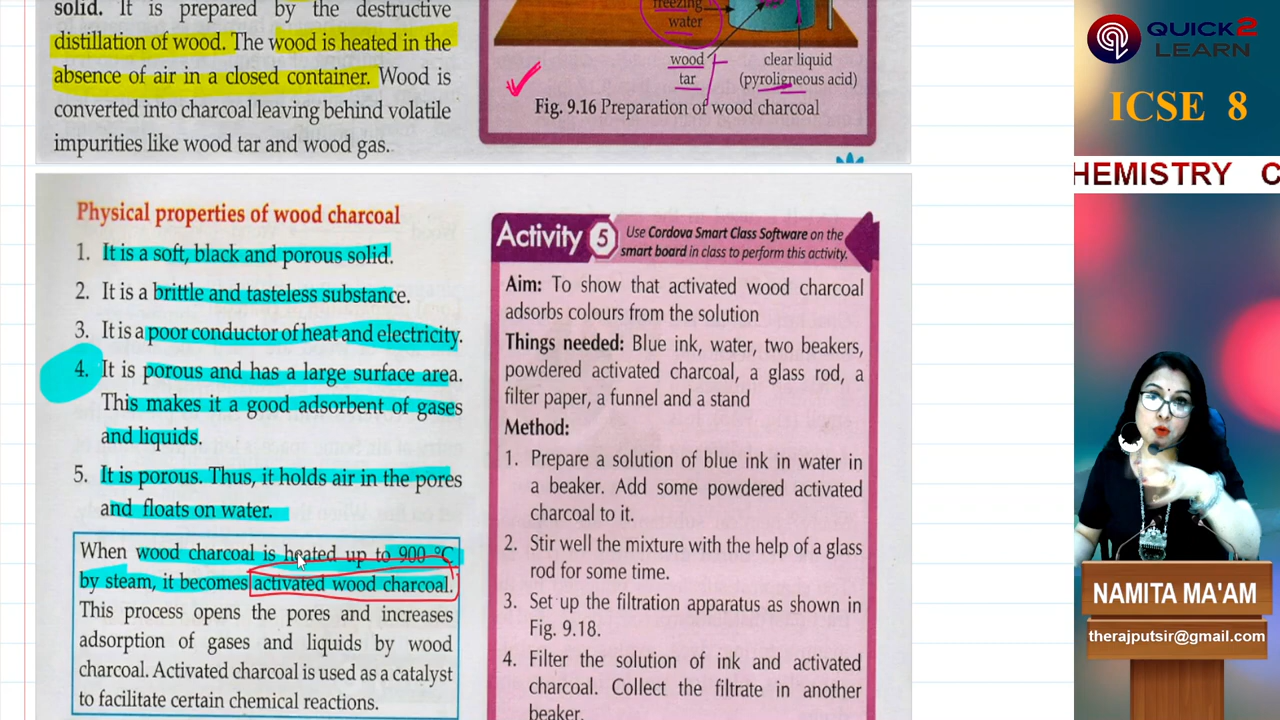 solid. It is prepared by the destructive
distillation of wood. The wood is heated in the
absence of air in a closed container. Wood is
converted into charcoal leaving behind volatile
impurities like wood tar and wood gas.
freezing
water
wood
tar
clear liquid
(pyroligneous acid)
Fig. 9.16 Preparation of wood charcoal
Physical properties of wood charcoal
1. It is a soft, black and porous solid.
2. It is a brittle and tasteless substance.
3. It is a poor conductor of heat and electricity.
4. It is porous and has a large surface area.
This makes it a good adsorbent of gases
and liquids.
5. It is porous. Thus, it holds air in the pores
and floats on water.
When wood charcoal is heated up to 900 °C
by steam, it becomes activated wood charcoal.
This process opens the pores and increases
adsorption of gases and liquids by wood
charcoal. Activated charcoal is used as a catalyst
to facilitate certain chemical reactions.
Activity 5
Use Cordova Smart Class Software on the
smart board in class to perform this activity.
Aim: To show that activated wood charcoal
adsorbs colours from the solution
Things needed: Blue ink, water, two beakers,
powdered activated charcoal, a glass rod, a
filter paper, a funnel and a stand
Method:
1. Prepare a solution of blue ink in water in
a beaker. Add some powdered activated
charcoal to it.
2. Stir well the mixture with the help of a glass
rod for some time.
3. Set up the filtration apparatus as shown in
Fig. 9.18.
4. Filter the solution of ink and activated
charcoal. Collect the filtrate in another
beaker.
QUICK2
LEARN
ICSE 8
HEMISTRY C
NAMITA MA'AM
therajputsir@gmail.com